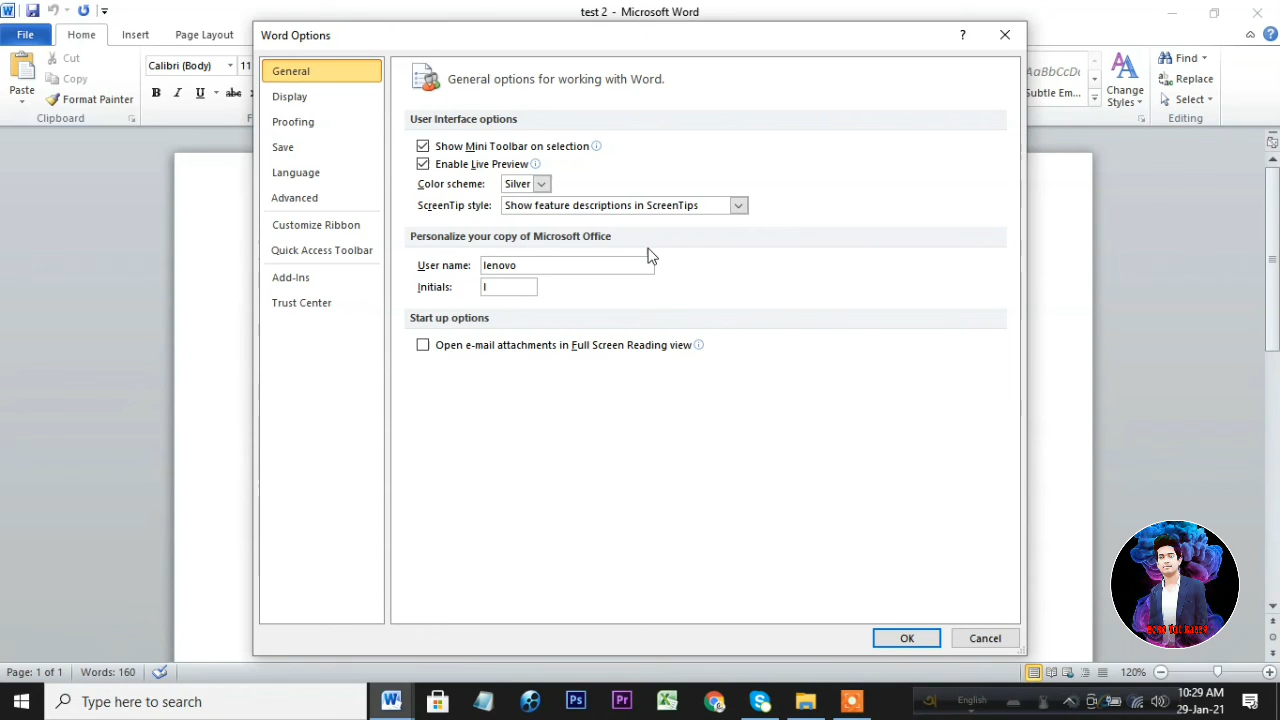 test 2 - Microsoft Word
File Home Insert Page Layout
Cut
Copy
Format Painter
Paste
Clipboard
Calibri (Body) 11
B I U abc
F
AaBbCcDc
Subtle Em...
Change
Styles
Find
Replace
Select
Editing
Word Options
General
Display
Proofing
Save
Language
Advanced
Customize Ribbon
Quick Access Toolbar
Add-Ins
Trust Center
General options for working with Word.
User Interface options
Show Mini Toolbar on selection
Enable Live Preview
Color scheme: Silver
ScreenTip style: Show feature descriptions in ScreenTips
Personalize your copy of Microsoft Office
User name: lenovo
Initials: l
Start up options
Open e-mail attachments in Full Screen Reading view
OK Cancel
Page: 1 of 1 Words: 160 120%
Type here to search
English
10:29 AM
29-Jan-21